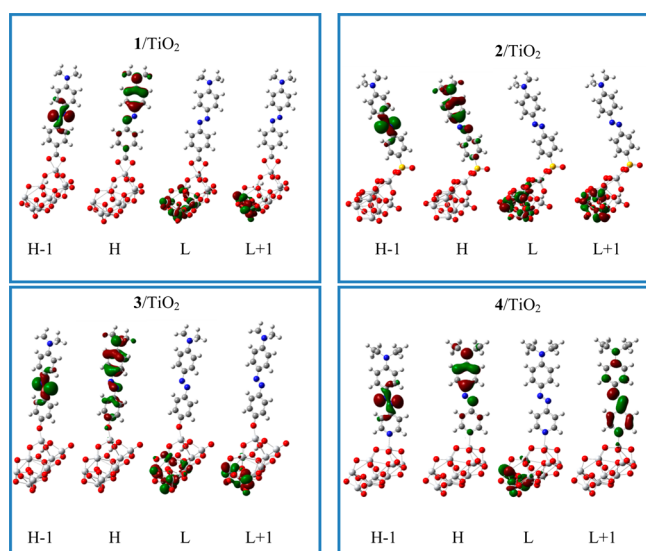 1/TiO₂
H-1 H L L+1
2/TiO₂
H-1 H L L+1
3/TiO₂
H-1 H L L+1
4/TiO₂
H-1 H L L+1